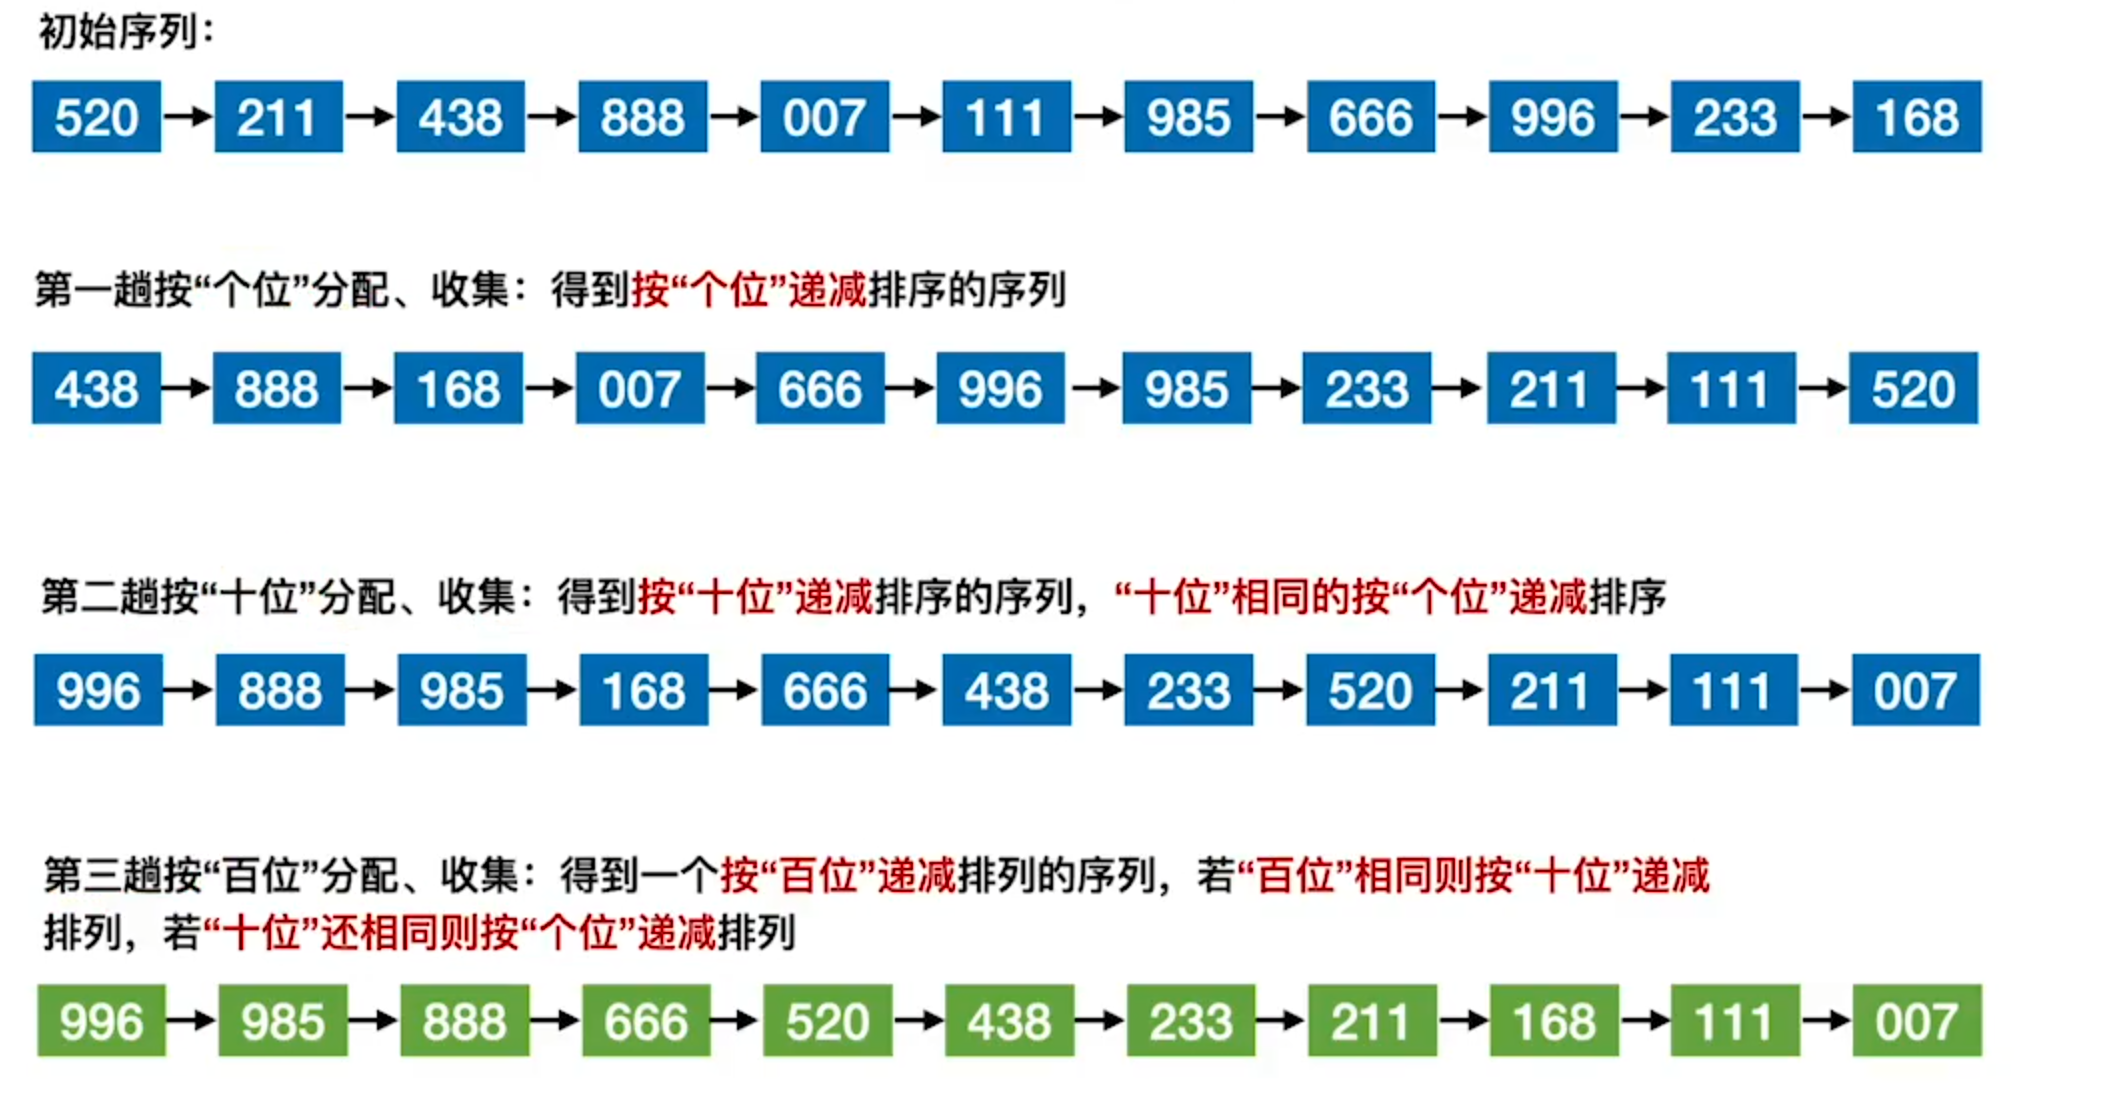 初始序列：
520 → 211 → 438 → 888 → 007 → 111 → 985 → 666 → 996 → 233 → 168
第一趟按“个位”分配、收集：得到按“个位”递减排序的序列
438 → 888 → 168 → 007 → 666 → 996 → 985 → 233 → 211 → 111 → 520
第二趟按“十位”分配、收集：得到按“十位”递减排序的序列，“十位”相同的按“个位”递减排序
996 → 888 → 985 → 168 → 666 → 438 → 233 → 520 → 211 → 111 → 007
第三趟按“百位”分配、收集：得到一个按“百位”递减排列的序列，若“百位”相同则按“十位”递减
排列，若“十位”还相同则按“个位”递减排列
996 → 985 → 888 → 666 → 520 → 438 → 233 → 211 → 168 → 111 → 007